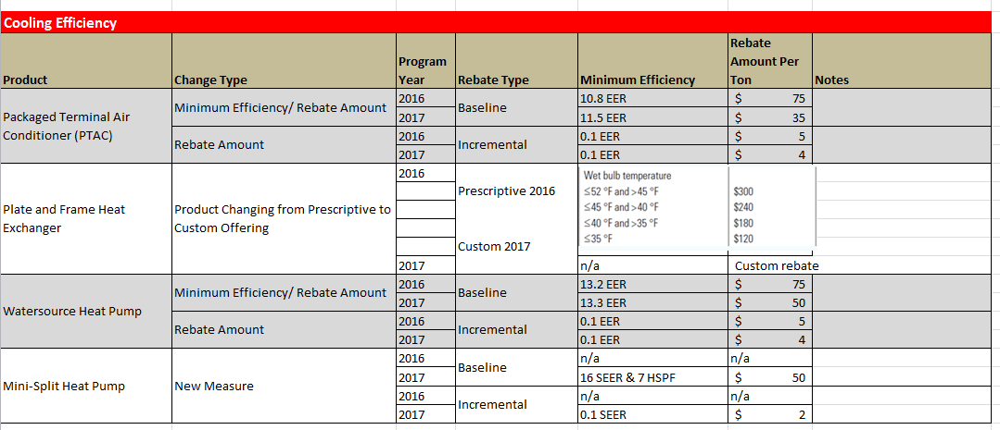 Cooling Efficiency
Product Change Type Program Year Rebate Type Minimum Efficiency Rebate Amount Per Ton Notes
Packaged Terminal Air Conditioner (PTAC)
Minimum Efficiency/ Rebate Amount
Baseline
2016 10.8 EER $ 75
2017 11.5 EER $ 35
Rebate Amount
Incremental
2016 0.1 EER $ 5
2017 0.1 EER $ 4
Plate and Frame Heat Exchanger
Product Changing from Prescriptive to Custom Offering
2016
Prescriptive 2016
Wet bulb temperature
≤52 °F and >45 °F $300
≤45 °F and >40 °F $240
≤40 °F and >35 °F $180
≤35 °F $120
Custom 2017
2017 n/a Custom rebate
Watersource Heat Pump
Minimum Efficiency/ Rebate Amount
Baseline
2016 13.2 EER $ 75
2017 13.3 EER $ 50
Rebate Amount
Incremental
2016 0.1 EER $ 5
2017 0.1 EER $ 4
Mini-Split Heat Pump
New Measure
Baseline
2016 n/a n/a
2017 16 SEER & 7 HSPF $ 50
Incremental
2016 n/a n/a
2017 0.1 SEER $ 2